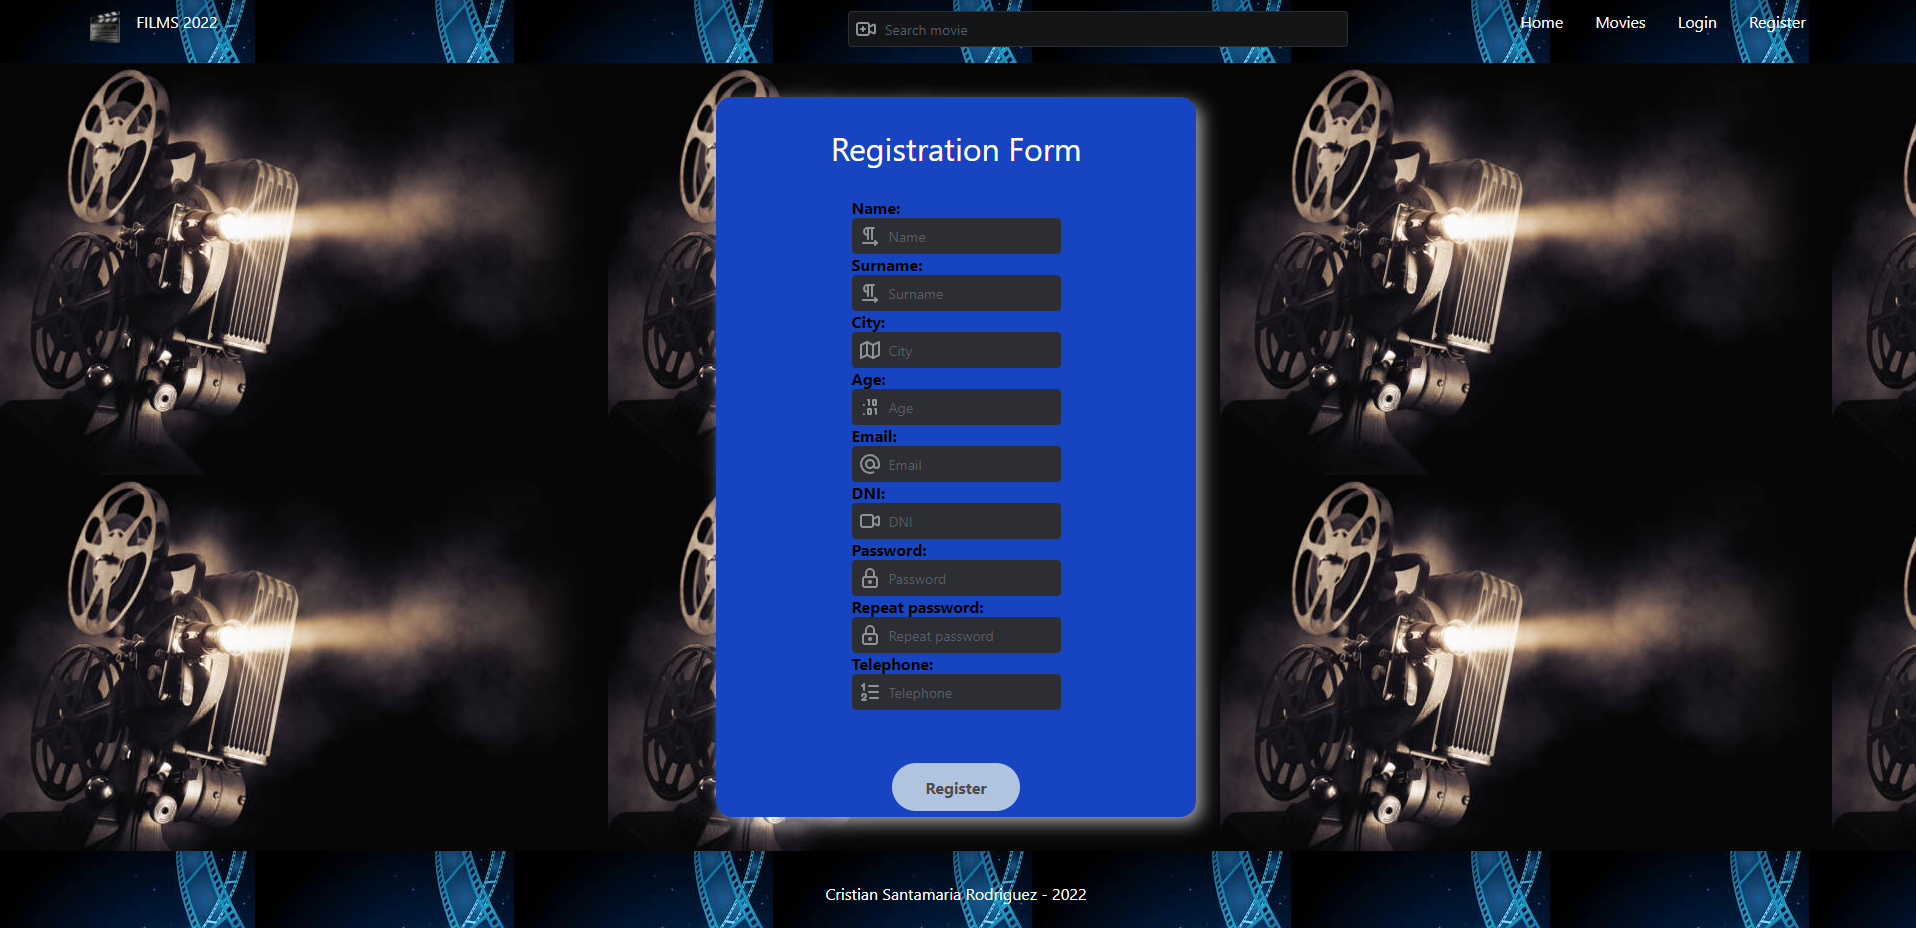 FILMS 2022
Search movie
Home
Movies
Login
Register
Registration Form
Name:
Name
Surname:
Surname
City:
City
Age:
Age
Email:
Email
DNI:
DNI
Password:
Password
Repeat password:
Repeat password
Telephone:
Telephone
Register
Cristian Santamaria Rodriguez - 2022